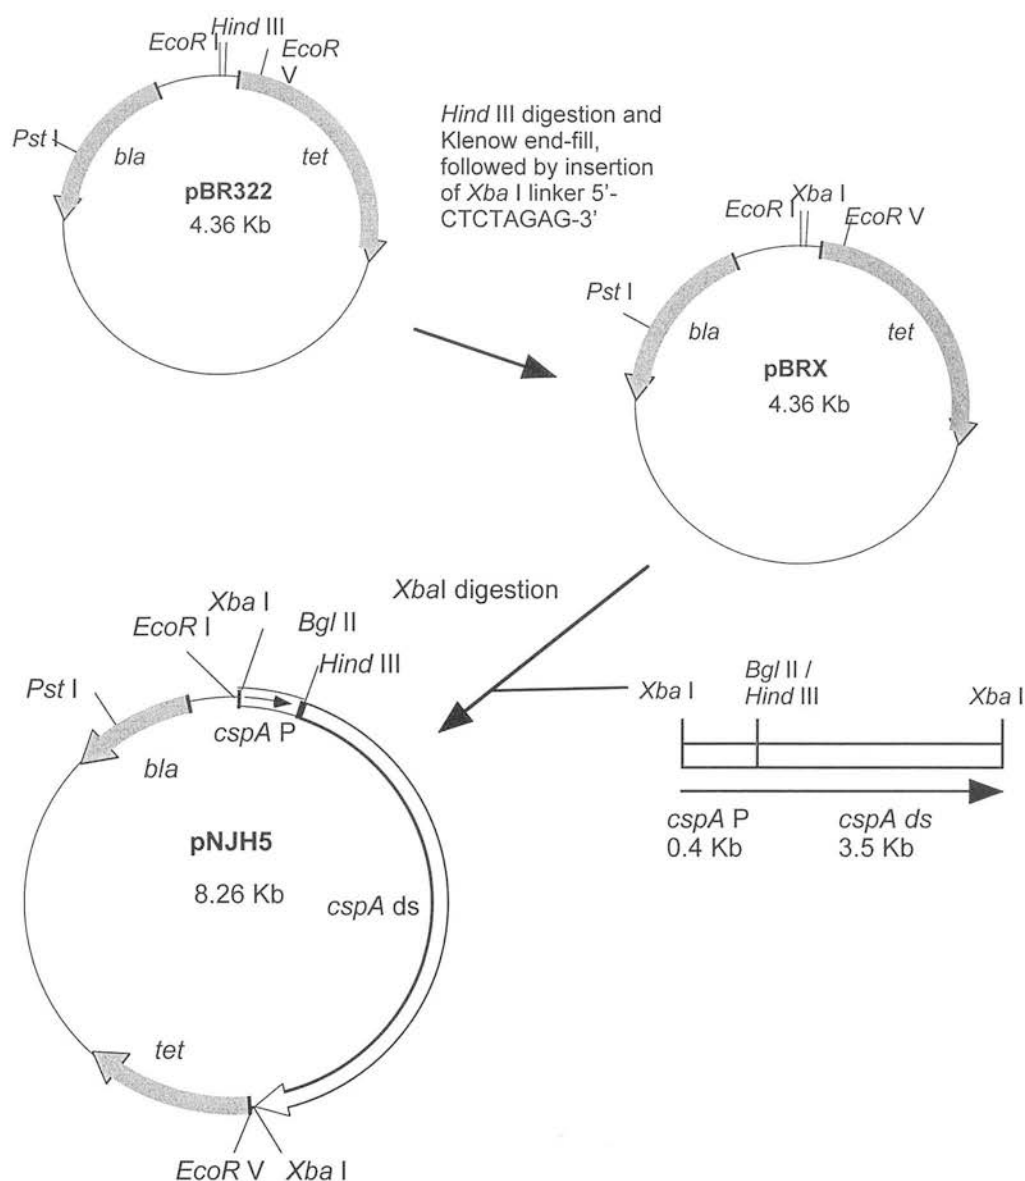 Hind III
EcoR I
EcoR
V
Pst I
bla
tet
pBR322
4.36 Kb
Hind III digestion and
Klenow end-fill,
followed by insertion
of Xba I linker 5'-
CTCTAGAG-3'
Xba I
EcoR I
EcoR V
Pst I
bla
tet
pBRX
4.36 Kb
XbaI digestion
Xba I
EcoR I
Bgl II
Hind III
Pst I
cspA P
bla
pNJH5
8.26 Kb
cspA ds
tet
EcoR V
Xba I
Bgl II /
Xba I
Hind III
Xba I
cspA P
cspA ds
0.4 Kb
3.5 Kb